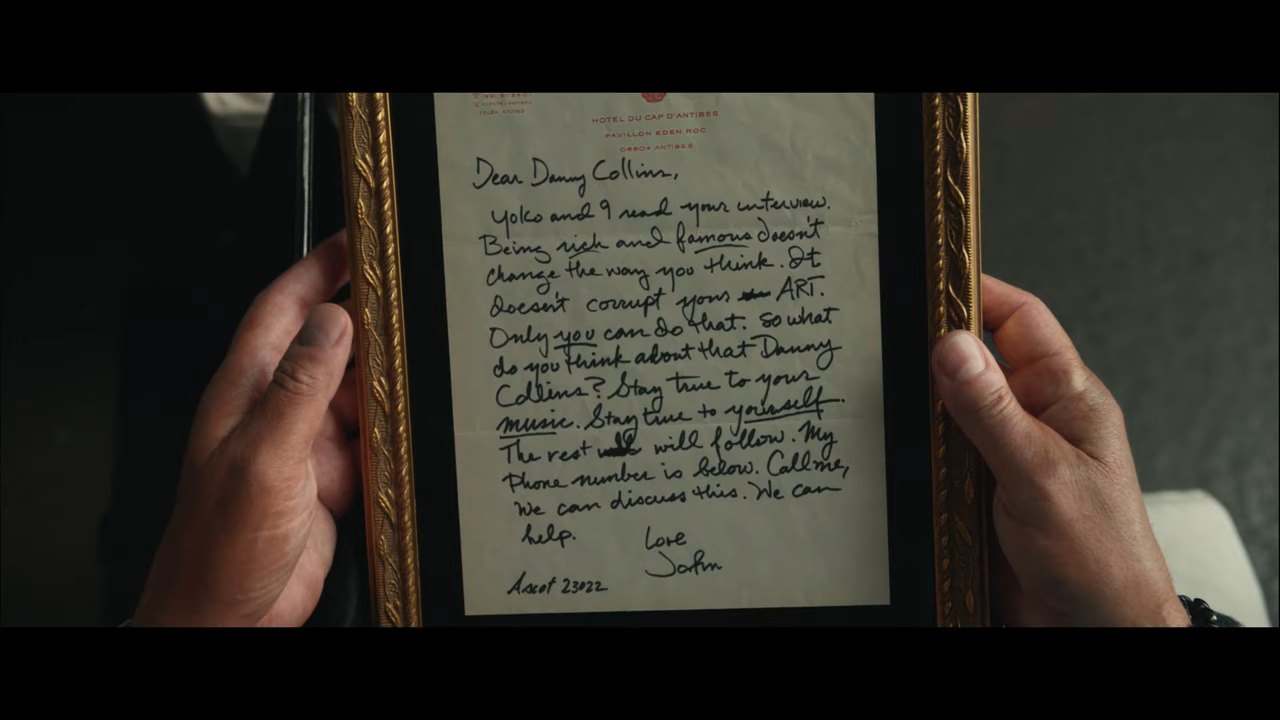 HOTEL DU CAP D'ANTIBES
PAVILLON EDEN ROC
06604 ANTIBES
Dear Danny Collins,
Yoko and I read your interview.
Being rich and famous doesn't
change the way you think. It
doesn't corrupt your ART.
Only you can do that. So what
do you think about that Danny
Collins? Stay true to your
music. Stay true to yourself.
The rest will follow. My
Phone number is below. Call me,
We can discuss this. We can
help.
Love
John
Ascot 23022